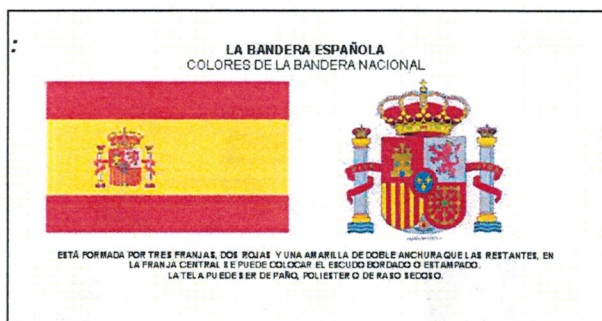 :
LA BANDERA ESPAÑOLA
COLORES DE LA BANDERA NACIONAL
ESTÁ FORMADA POR TRES FRANJAS, DOS ROJAS Y UNA AMARILLA DE DOBLE ANCHURA QUE LAS RESTANTES, EN
LA FRANJA CENTRAL SE PUEDE COLOCAR EL ESCUDO BORDADO O ESTAMPADO.
LA TELA PUEDE SER DE PAÑO, POLIESTER O DE RASO SEDOSO.